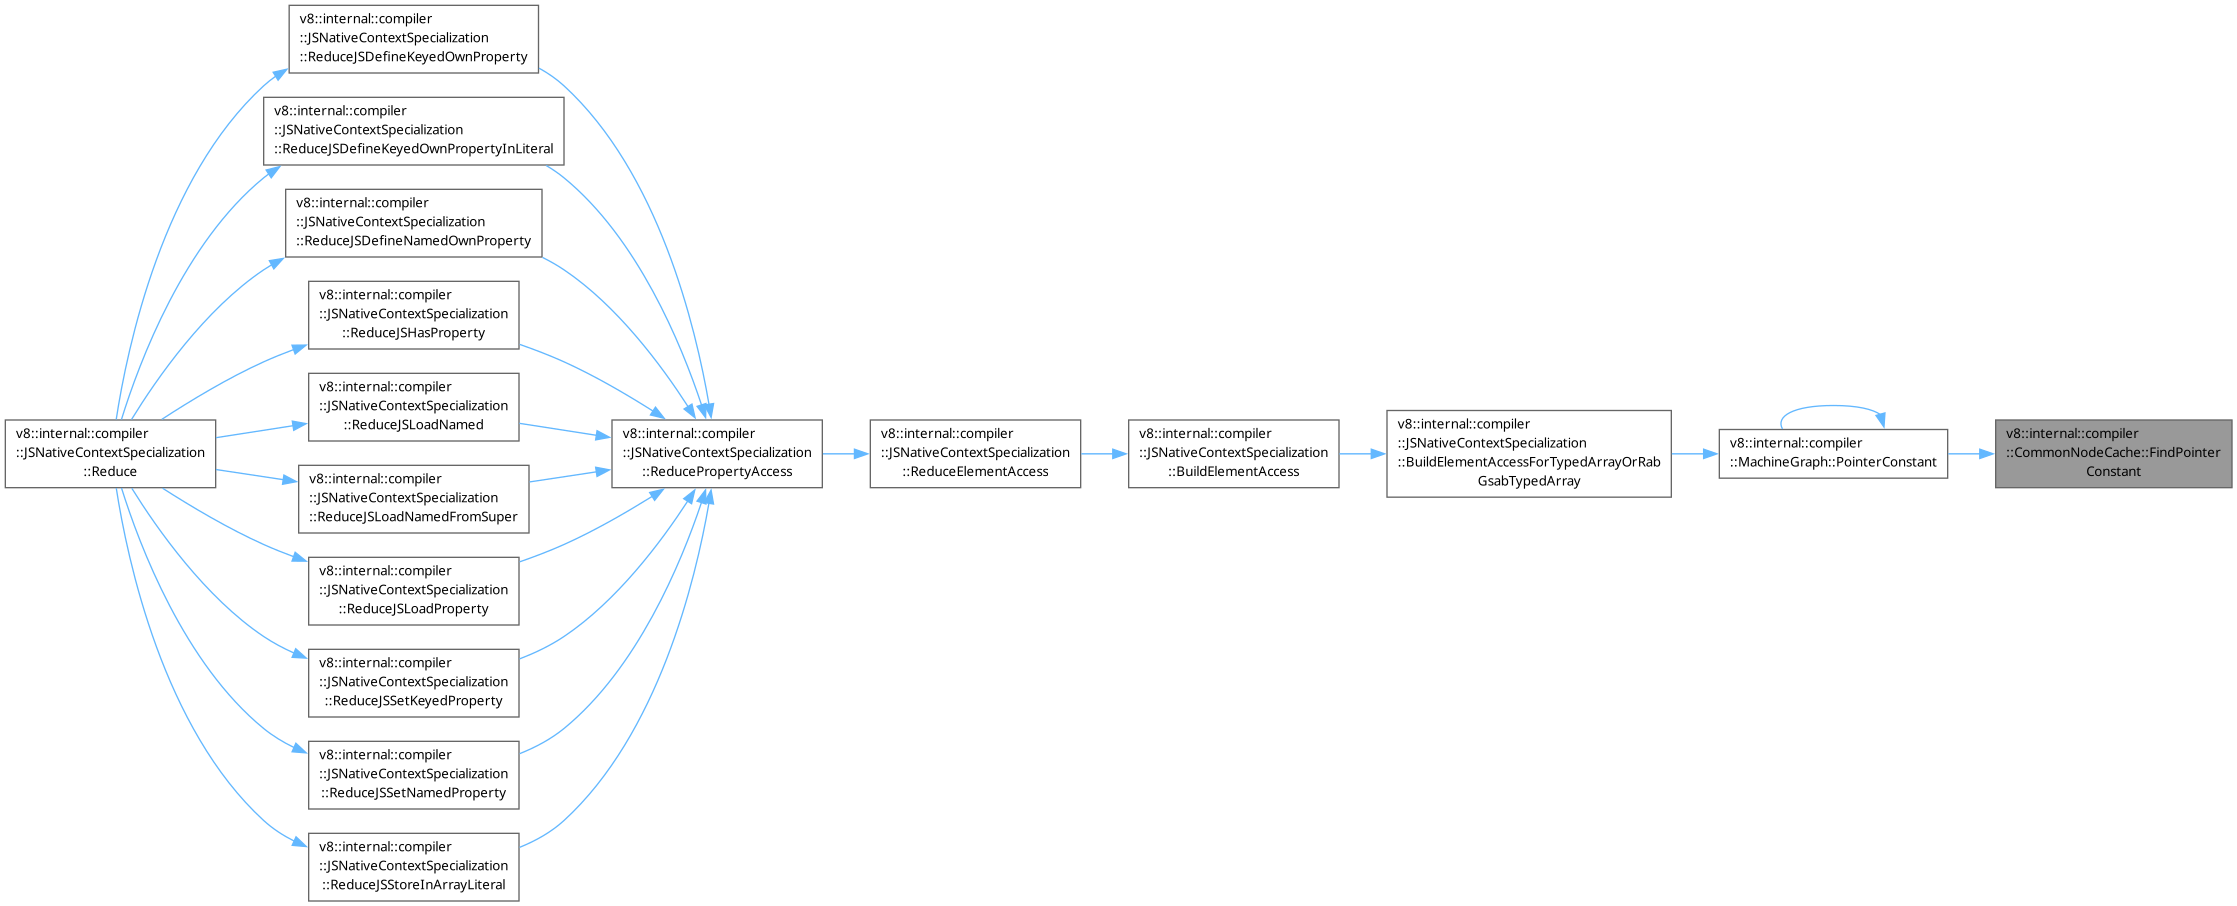 v8::internal::compiler
::JSNativeContextSpecialization
::ReduceJSDefineKeyedOwnProperty
v8::internal::compiler
::JSNativeContextSpecialization
::ReduceJSDefineKeyedOwnPropertyInLiteral
v8::internal::compiler
::JSNativeContextSpecialization
::ReduceJSDefineNamedOwnProperty
v8::internal::compiler
::JSNativeContextSpecialization
::ReduceJSHasProperty
v8::internal::compiler
::JSNativeContextSpecialization
::ReduceJSLoadNamed
v8::internal::compiler
::JSNativeContextSpecialization
::Reduce
v8::internal::compiler
::JSNativeContextSpecialization
::ReduceJSLoadNamedFromSuper
v8::internal::compiler
::JSNativeContextSpecialization
::ReduceJSLoadProperty
v8::internal::compiler
::JSNativeContextSpecialization
::ReduceJSSetKeyedProperty
v8::internal::compiler
::JSNativeContextSpecialization
::ReduceJSSetNamedProperty
v8::internal::compiler
::JSNativeContextSpecialization
::ReduceJSStoreInArrayLiteral
v8::internal::compiler
::JSNativeContextSpecialization
::ReducePropertyAccess
v8::internal::compiler
::JSNativeContextSpecialization
::ReduceElementAccess
v8::internal::compiler
::JSNativeContextSpecialization
::BuildElementAccess
v8::internal::compiler
::JSNativeContextSpecialization
::BuildElementAccessForTypedArrayOrRab
GsabTypedArray
v8::internal::compiler
::MachineGraph::PointerConstant
v8::internal::compiler
::CommonNodeCache::FindPointer
Constant